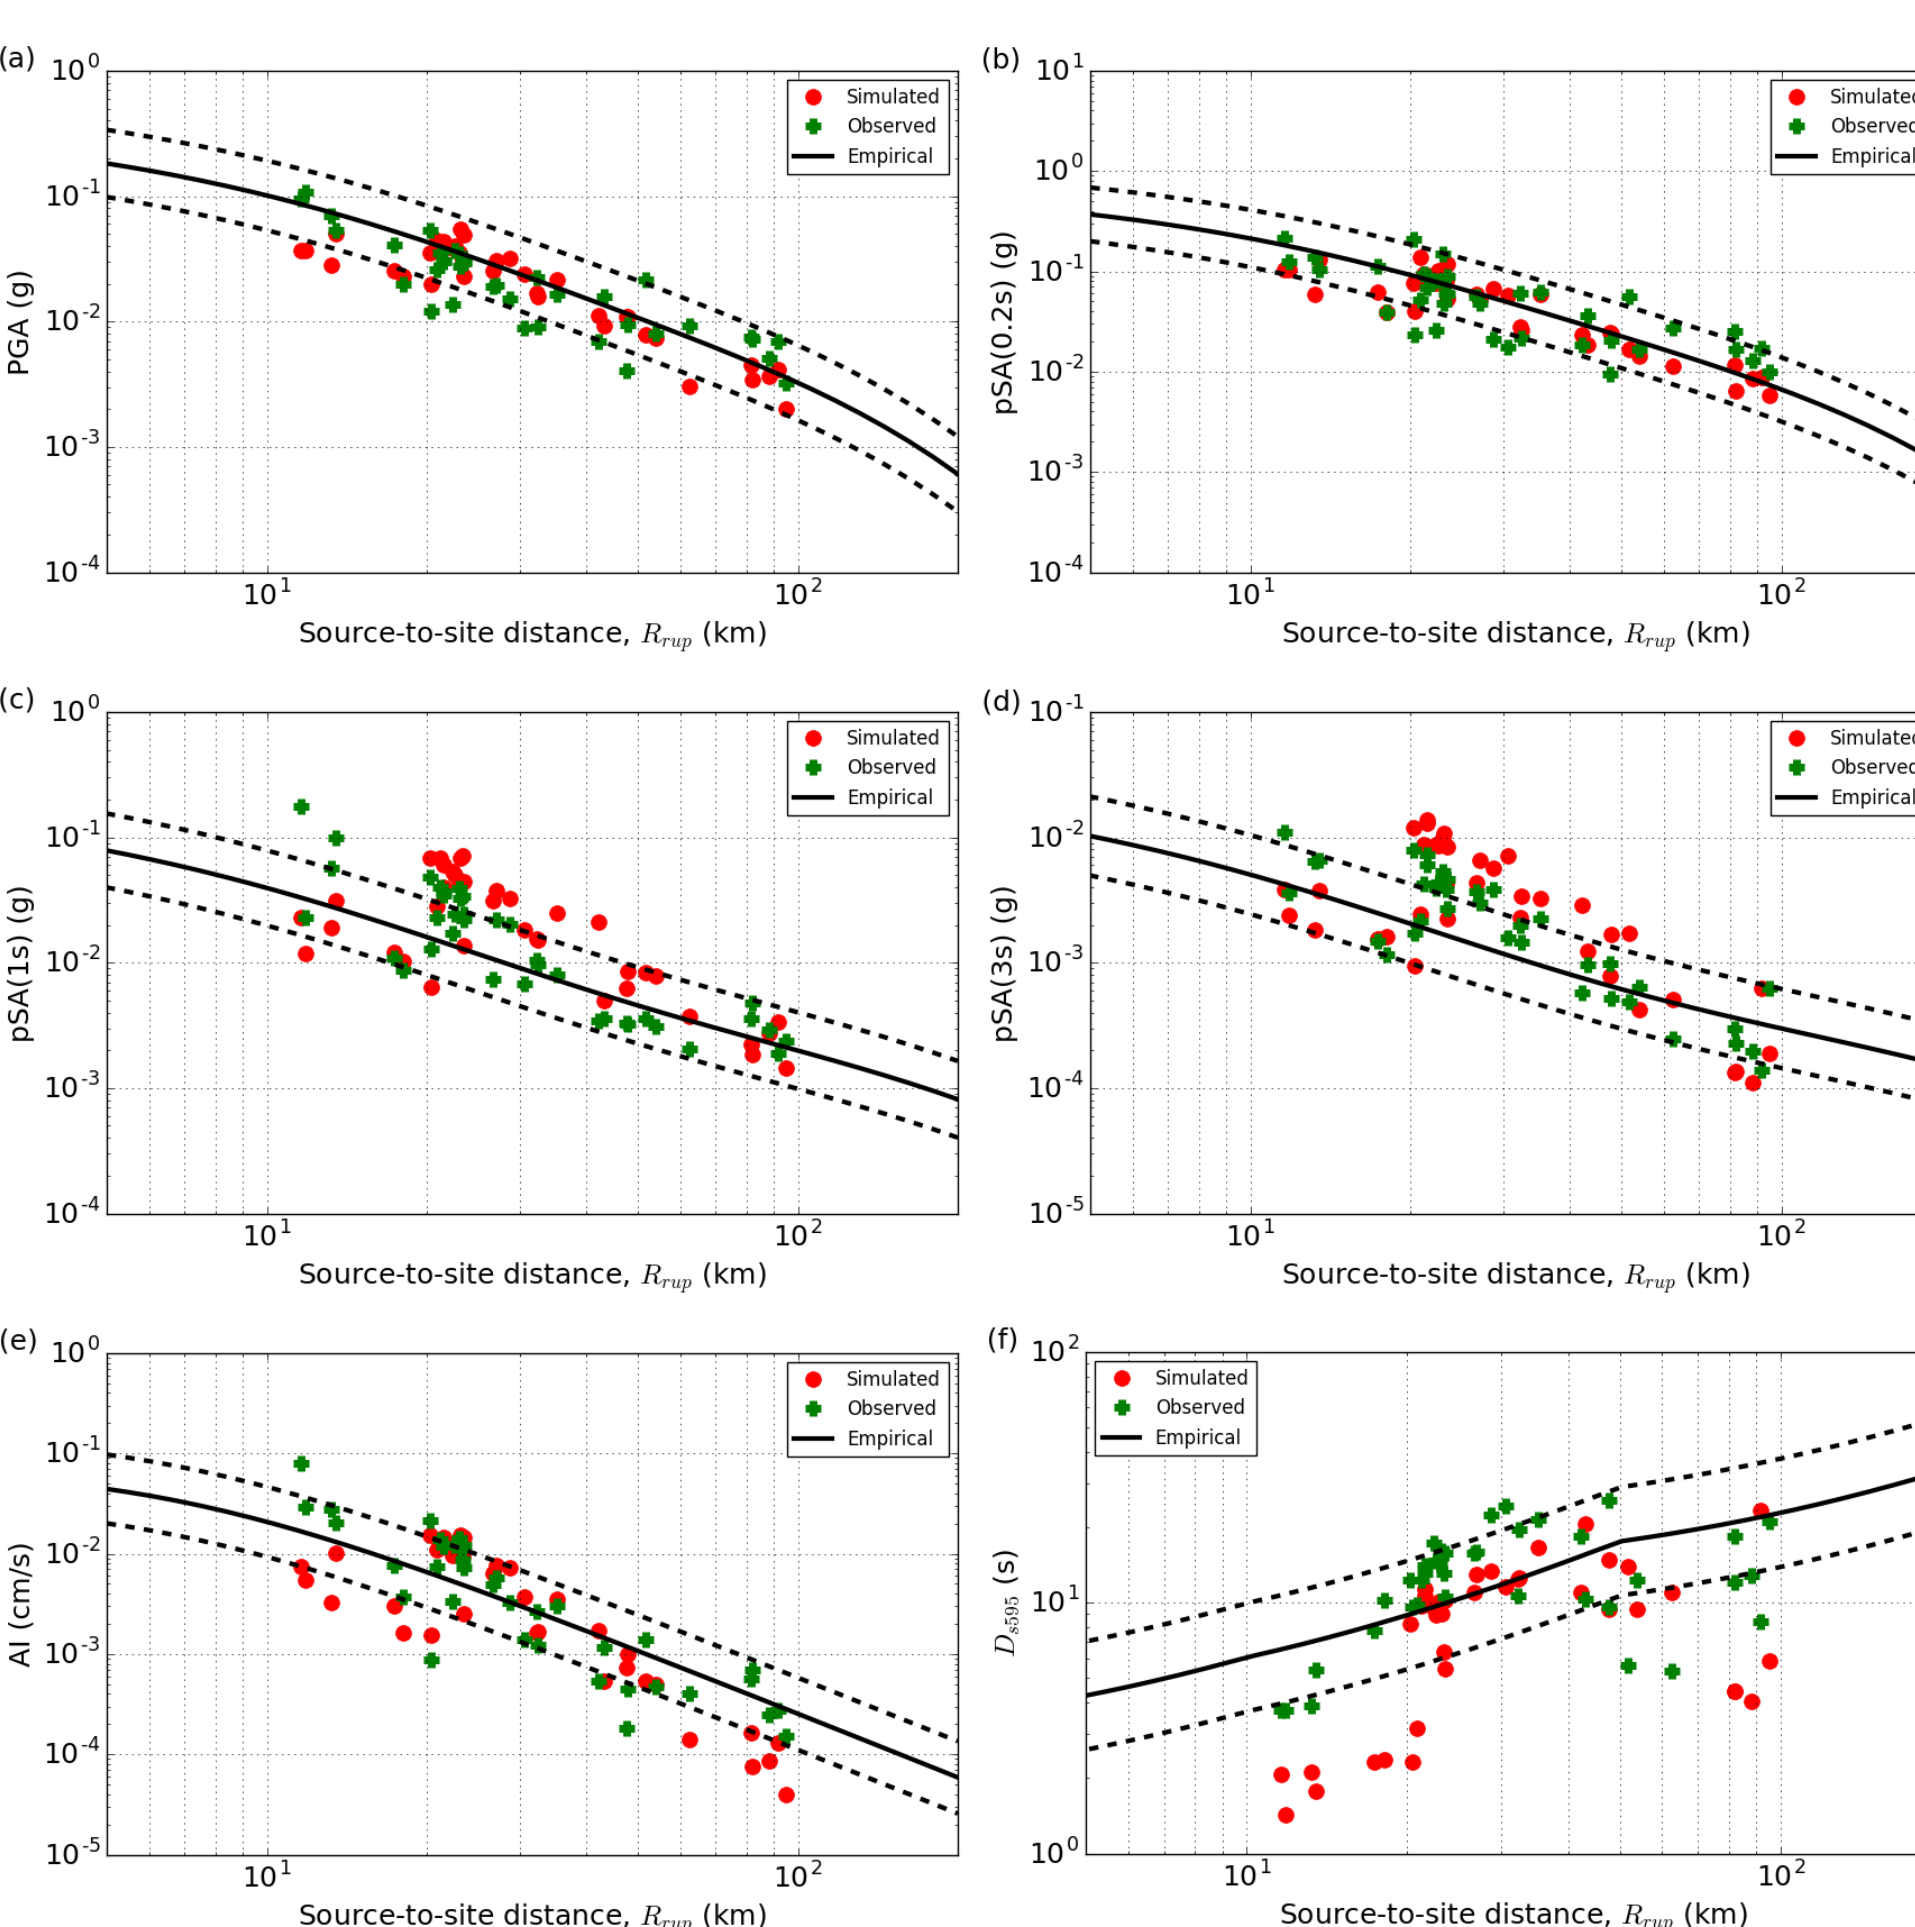 (a)
10^0
10^-1
10^-2
10^-3
10^-4
PGA (g)
Simulated
Observed
Empirical
10^1 10^2
Source-to-site distance, R_rup (km)
(b)
10^1
10^0
10^-1
10^-2
10^-3
10^-4
pSA(0.2s) (g)
Simulated
Observed
Empirical
10^1 10^2
Source-to-site distance, R_rup (km)
(c)
10^0
10^-1
10^-2
10^-3
10^-4
pSA(1s) (g)
Simulated
Observed
Empirical
10^1 10^2
Source-to-site distance, R_rup (km)
(d)
10^-1
10^-2
10^-3
10^-4
10^-5
pSA(3s) (g)
Simulated
Observed
Empirical
10^1 10^2
Source-to-site distance, R_rup (km)
(e)
10^0
10^-1
10^-2
10^-3
10^-4
10^-5
AI (cm/s)
Simulated
Observed
Empirical
10^1 10^2
Source-to-site distance, R_rup (km)
(f)
10^2
10^1
10^0
D_s595 (s)
Simulated
Observed
Empirical
10^1 10^2
Source-to-site distance, R_rup (km)